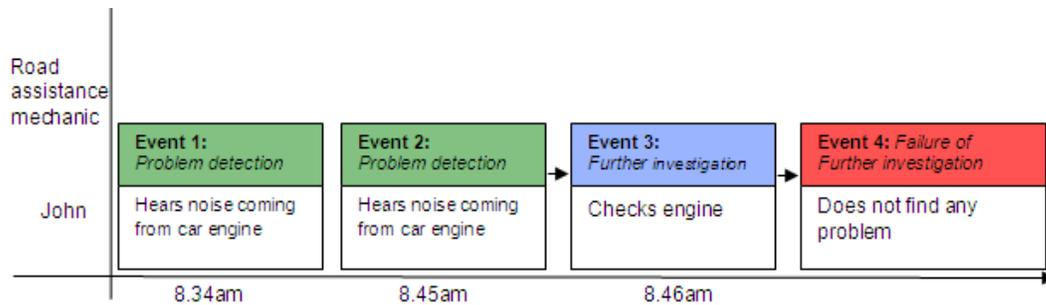 Road
assistance
mechanic
John
Event 1:
Problem detection
Hears noise coming
from car engine
Event 2:
Problem detection
Hears noise coming
from car engine
Event 3:
Further investigation
Checks engine
Event 4: Failure of
Further investigation
Does not find any
problem
8.34am
8.45am
8.46am